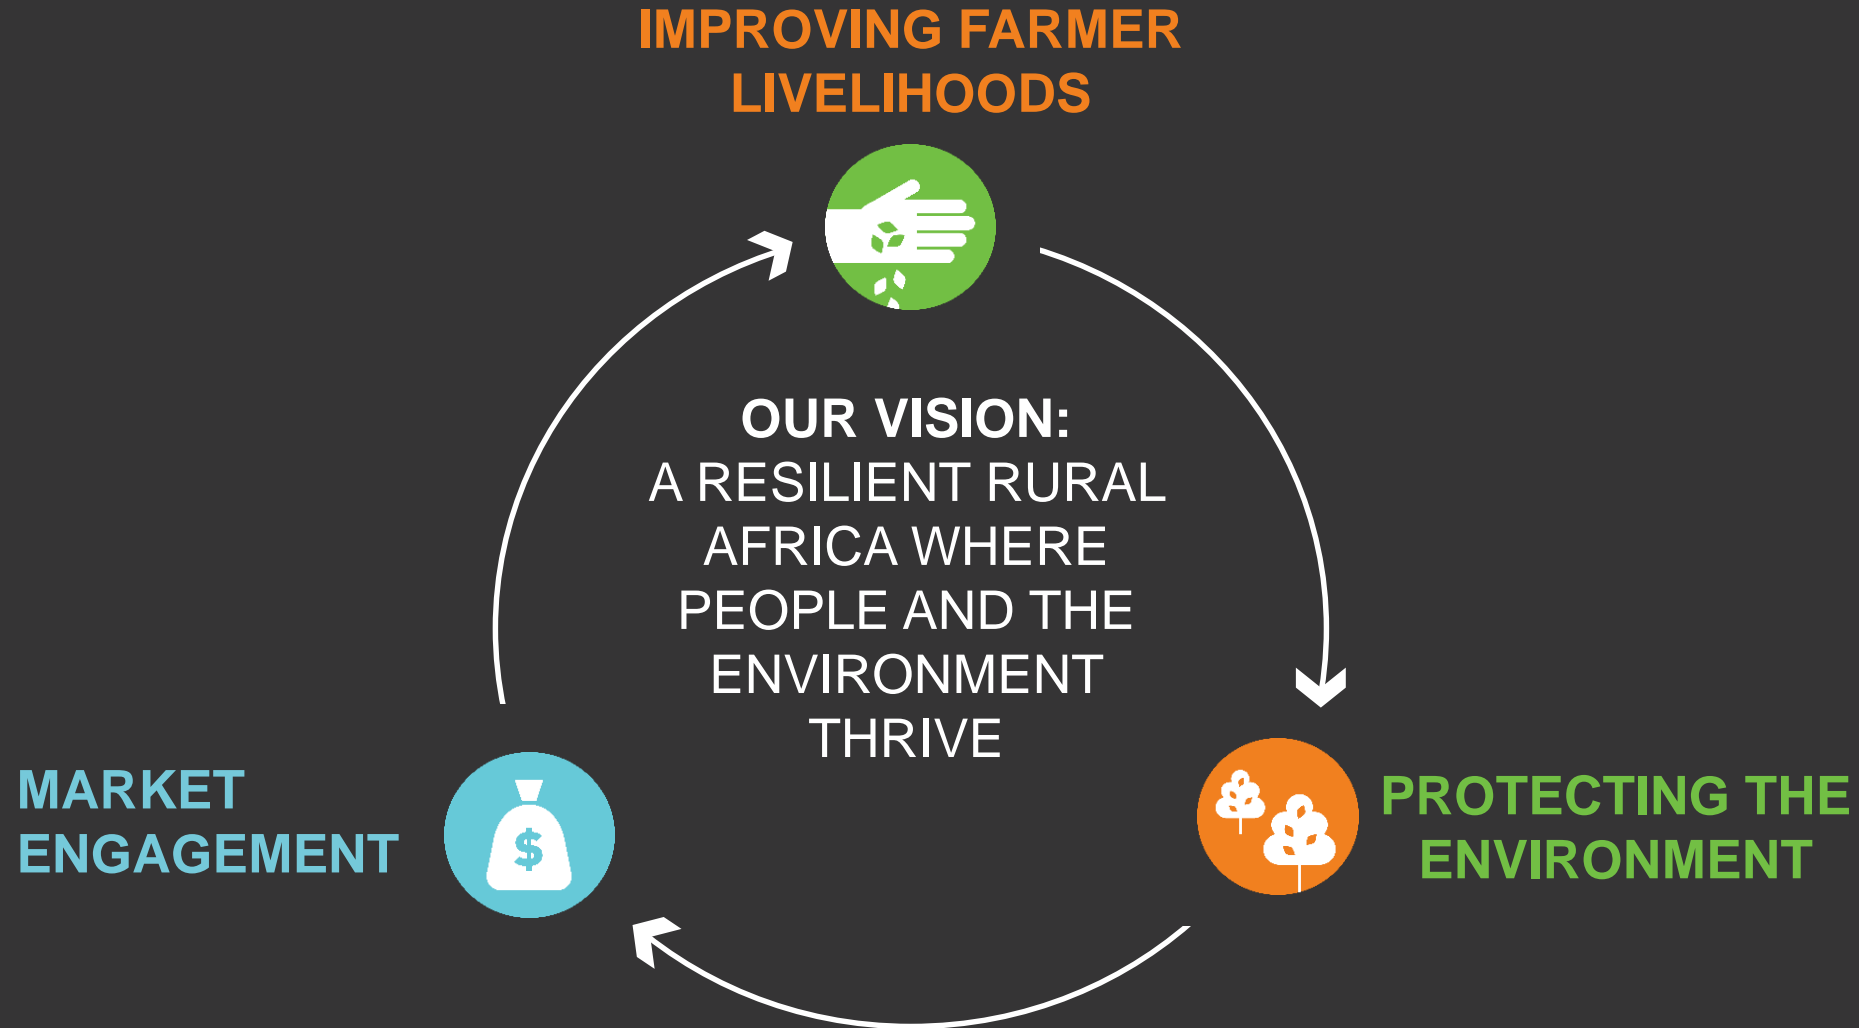 IMPROVING FARMER
LIVELIHOODS
OUR VISION:
A RESILIENT RURAL
AFRICA WHERE
PEOPLE AND THE
ENVIRONMENT
THRIVE
MARKET
ENGAGEMENT
$
PROTECTING THE
ENVIRONMENT